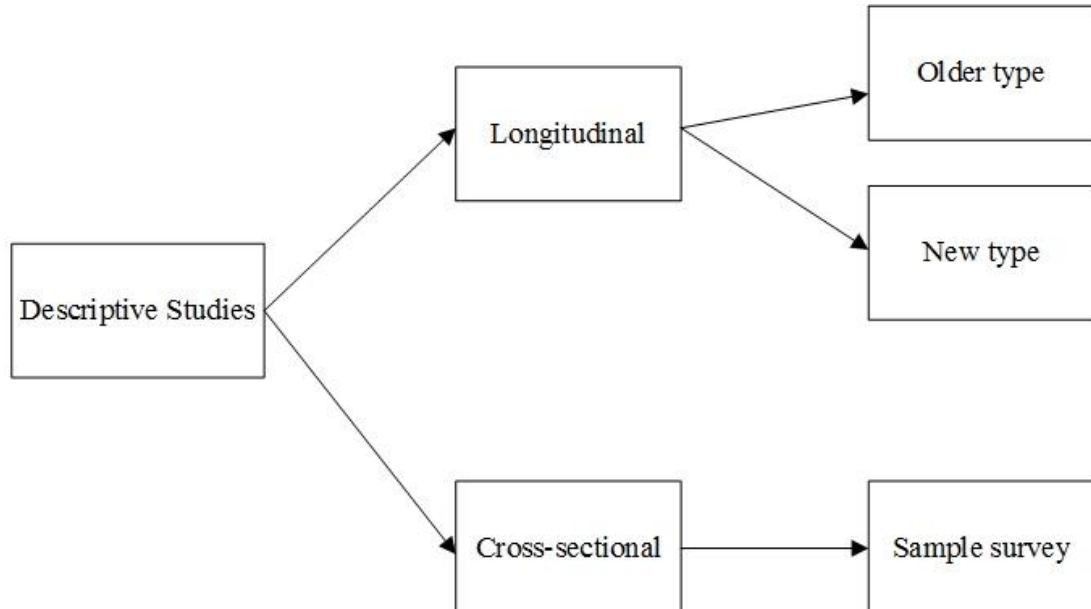 Older type
Longitudinal
New type
Descriptive Studies
Cross-sectional
Sample survey